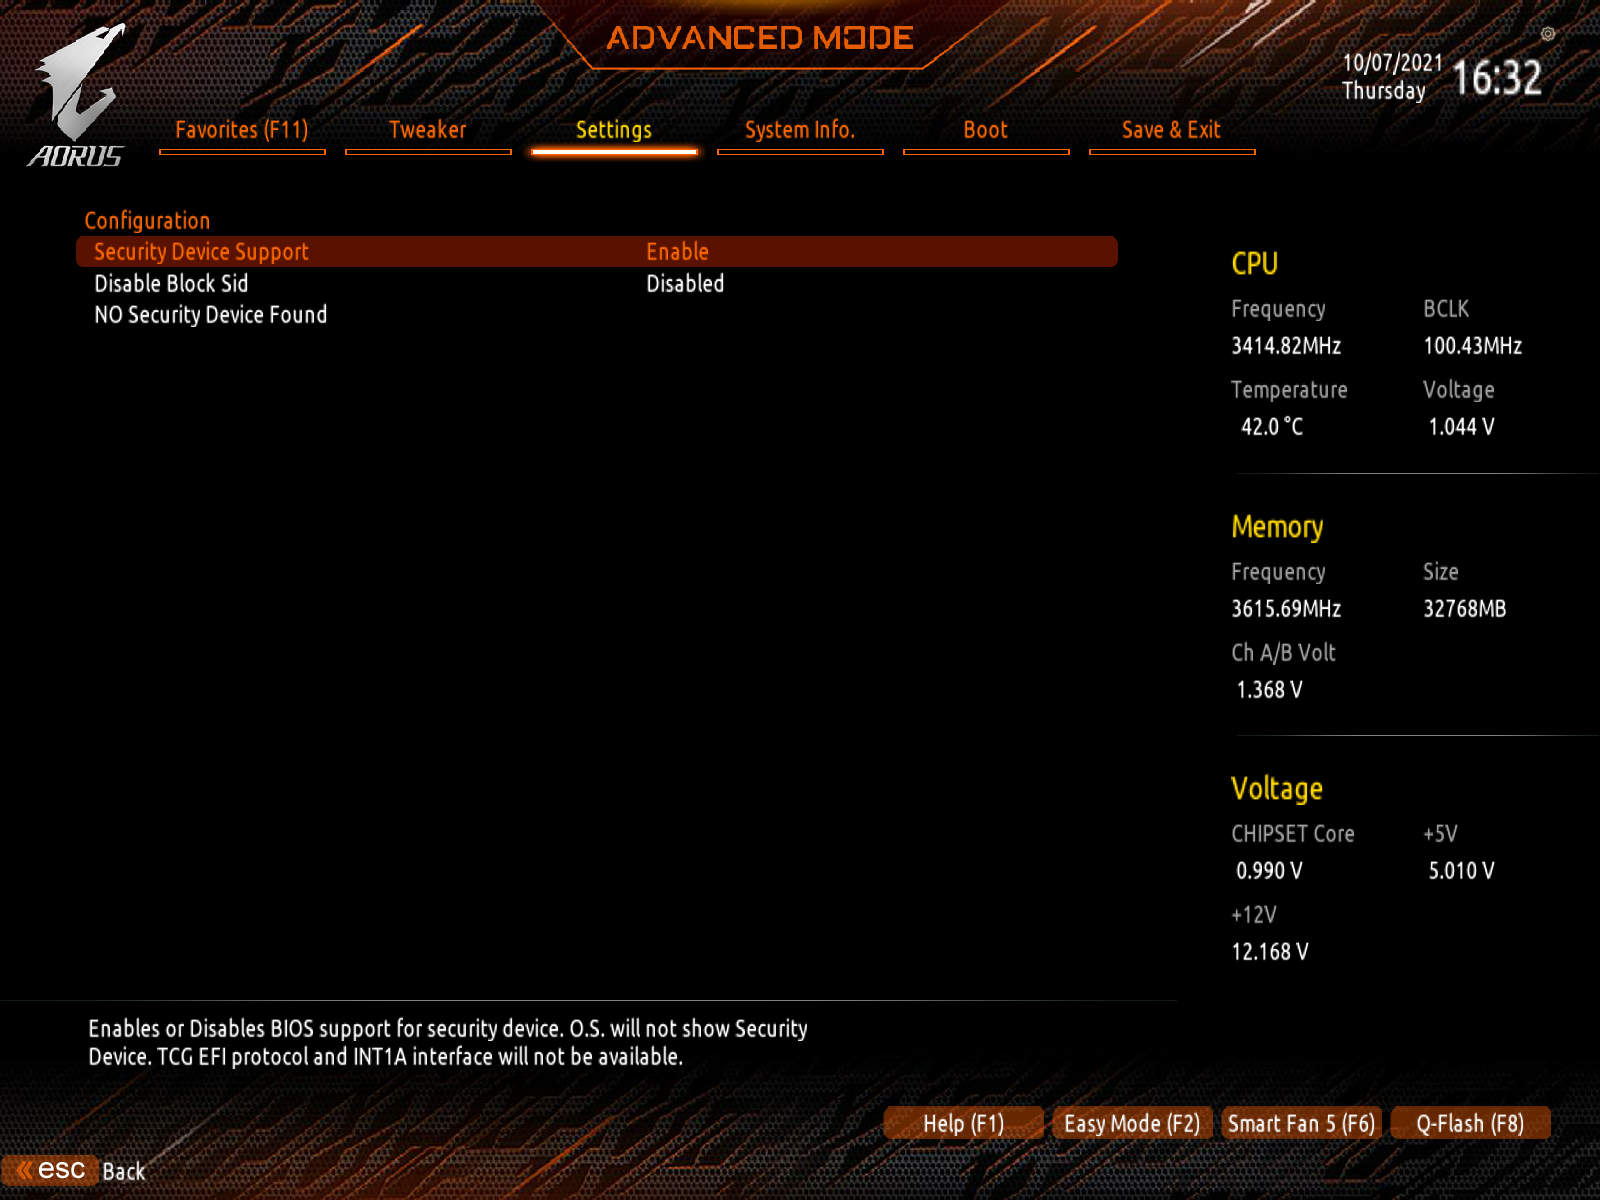 ADVANCED MODE
10/07/2021
Thursday
16:32
AORUS
Favorites (F11)
Tweaker
Settings
System Info.
Boot
Save & Exit
Configuration
Security Device Support Enable
Disable Block Sid Disabled
NO Security Device Found
CPU
Frequency BCLK
3414.82MHz 100.43MHz
Temperature Voltage
42.0 °C 1.044 V
Memory
Frequency Size
3615.69MHz 32768MB
Ch A/B Volt
1.368 V
Voltage
CHIPSET Core +5V
0.990 V 5.010 V
+12V
12.168 V
Enables or Disables BIOS support for security device. O.S. will not show Security
Device. TCG EFI protocol and INT1A interface will not be available.
Help (F1)
Easy Mode (F2)
Smart Fan 5 (F6)
Q-Flash (F8)
esc Back